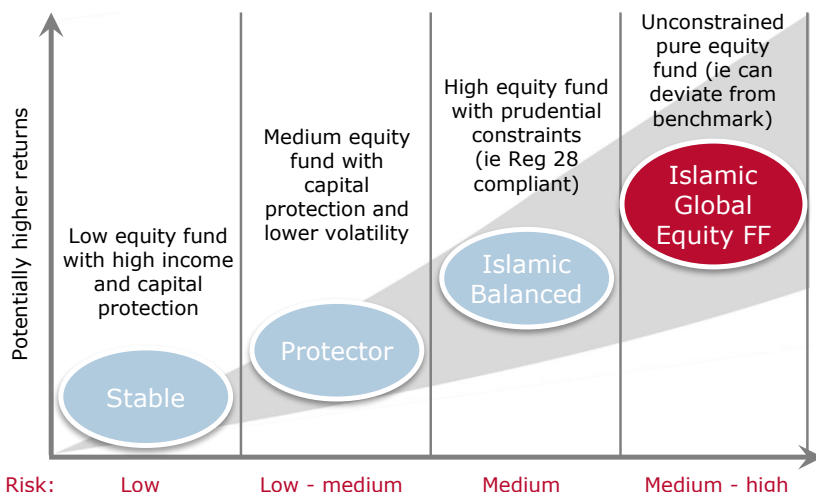 Potentially higher returns
Low equity fund
with high income
and capital
protection
Stable
Medium equity
fund with
capital
protection and
lower volatility
Protector
High equity fund
with prudential
constraints
(ie Reg 28
compliant)
Islamic
Balanced
Unconstrained
pure equity
fund (ie can
deviate from
benchmark)
Islamic
Global
Equity FF
Risk: Low Low - medium Medium Medium - high